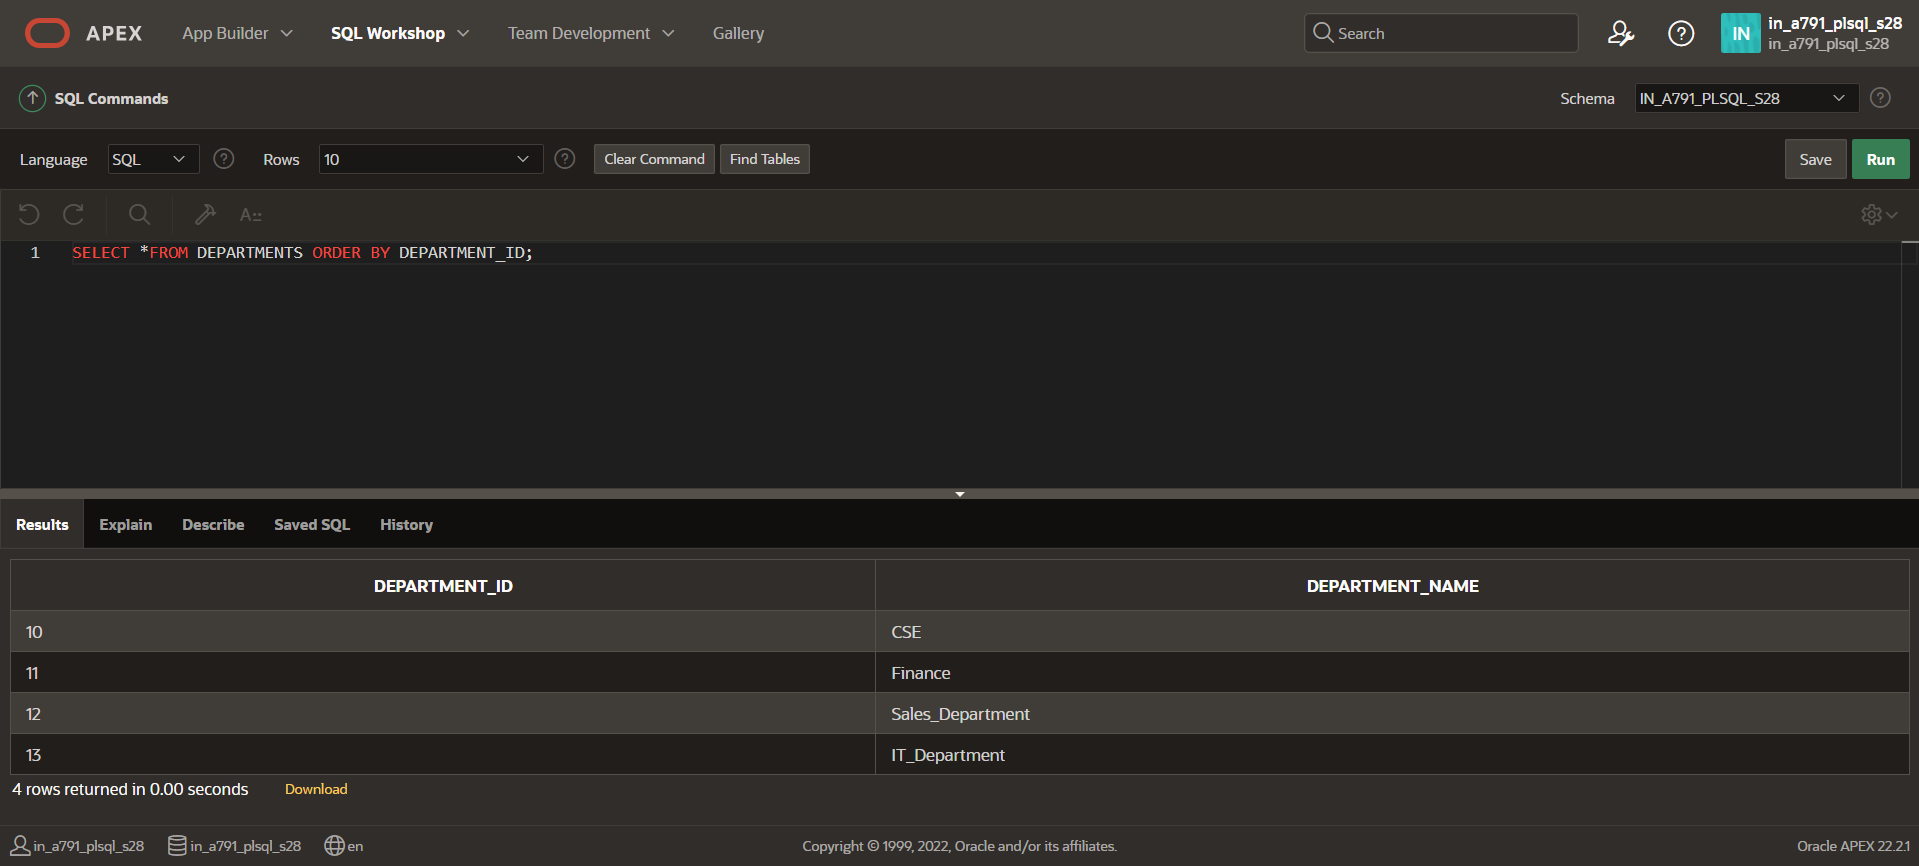 APEX App Builder SQL Workshop Team Development Gallery Search IN in_a791_plsql_s28
in_a791_plsql_s28
SQL Commands Schema IN_A791_PLSQL_S28
Language SQL Rows 10 Clear Command Find Tables Save Run
1 SELECT *FROM DEPARTMENTS ORDER BY DEPARTMENT_ID;
Results Explain Describe Saved SQL History
DEPARTMENT_ID DEPARTMENT_NAME
10 CSE
11 Finance
12 Sales_Department
13 IT_Department
4 rows returned in 0.00 seconds Download
in_a791_plsql_s28 in_a791_plsql_s28 en Copyright © 1999, 2022, Oracle and/or its affiliates. Oracle APEX 22.2.1